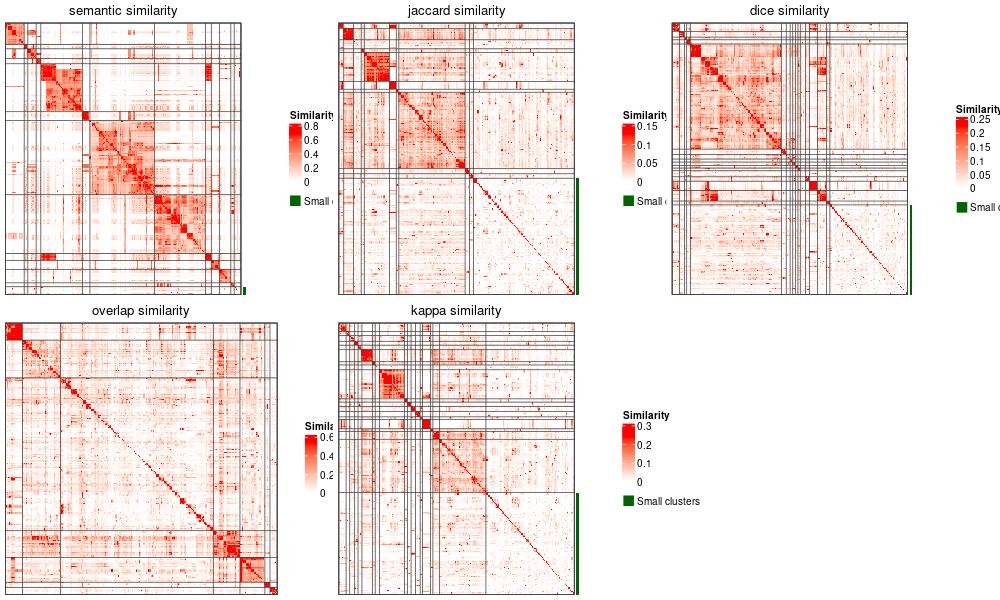 semantic similarity
Similarity
0.8
0.6
0.4
0.2
0
Small
jaccard similarity
Similarity
0.15
0.1
0.05
0
Small
dice similarity
Similarity
0.25
0.2
0.15
0.1
0.05
0
Small c
overlap similarity
Simila
0.6
0.4
0.2
0
kappa similarity
Similarity
0.3
0.2
0.1
0
Small clusters